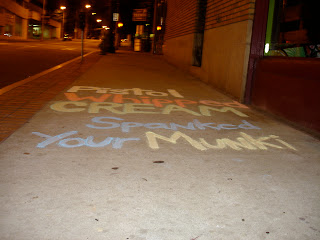 Pistol
Whipped
CREAM
Spanked
Your Munki